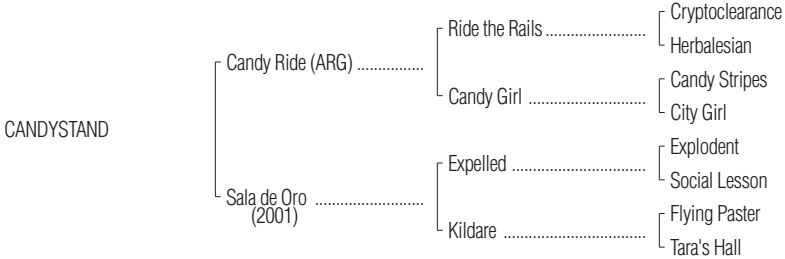 Cryptoclearance
Ride the Rails ........................
Herbalesian
Candy Ride (ARG) ................
Candy Stripes
Candy Girl ............................
City Girl
CANDYSTAND
Explodent
Expelled ................................
Social Lesson
Sala de Oro ..........................
(2001)
Flying Paster
Kildare ..................................
Tara's Hall